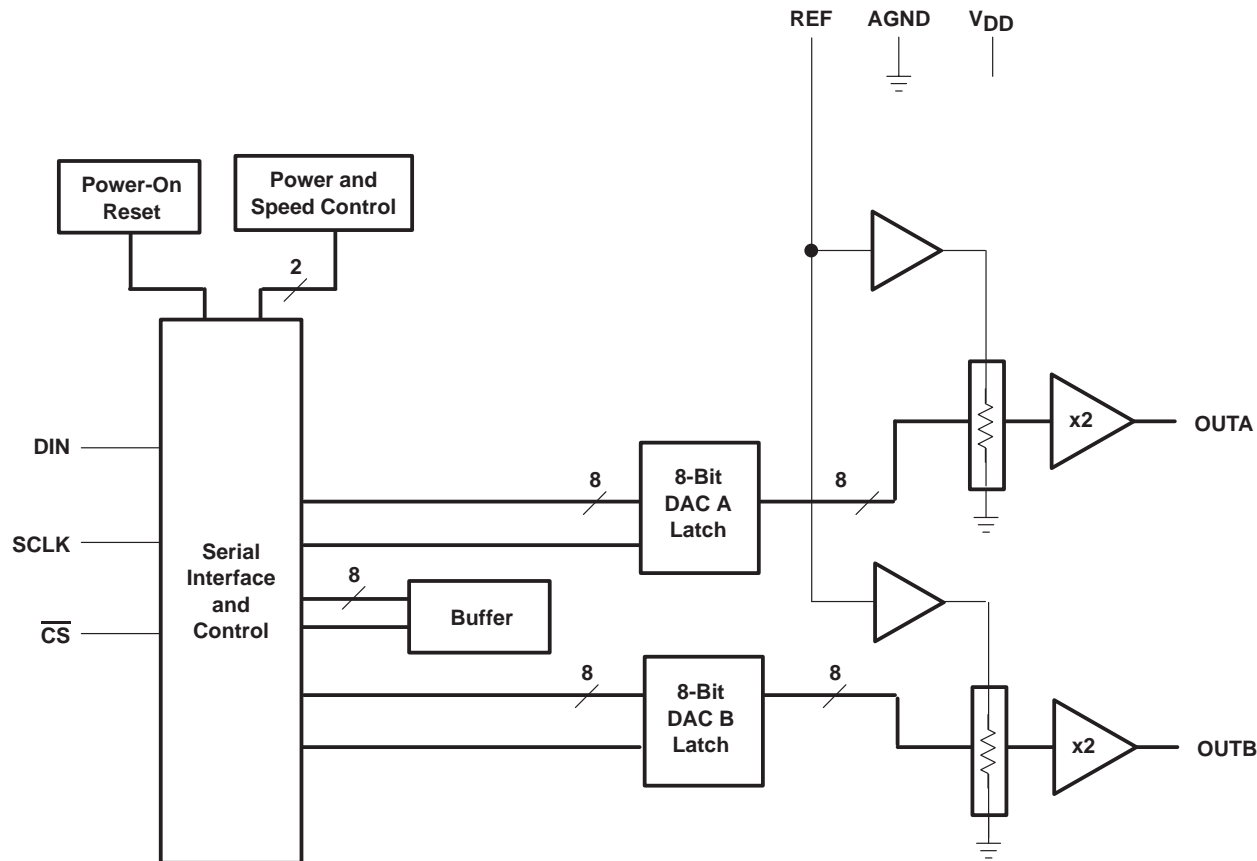 REF AGND VDD
Power-On
Reset
Power and
Speed Control
2
DIN
SCLK
CS
Serial
Interface
and
Control
8
8-Bit
DAC A
Latch
8
x2
OUTA
8
Buffer
8
8-Bit
DAC B
Latch
8
x2
OUTB